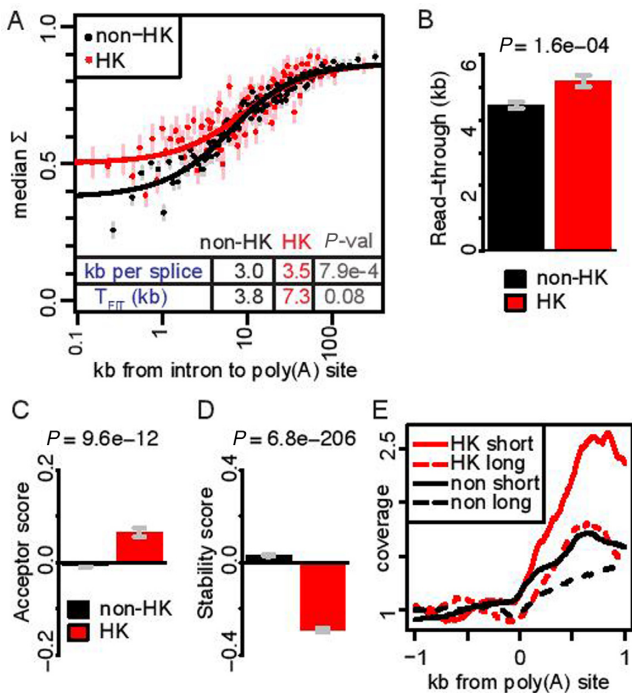 A
non-HK
HK
median Σ
1.0
0.5
0.0
non-HK HK P-val
kb per splice 3.0 3.5 7.9e-4
TFIT (kb) 3.8 7.3 0.08
0.1 1 10 100
kb from intron to poly(A) site
B
P = 1.6e-04
Read-through (kb)
6
4
2
0
non-HK
HK
C
P = 9.6e-12
Acceptor score
0.2
0.0
-0.2
non-HK
HK
D
P = 6.8e-206
Stability score
0.4
0.0
-0.4
E
HK short
HK long
non short
non long
coverage
2.5
1
-1 0 1
kb from poly(A) site